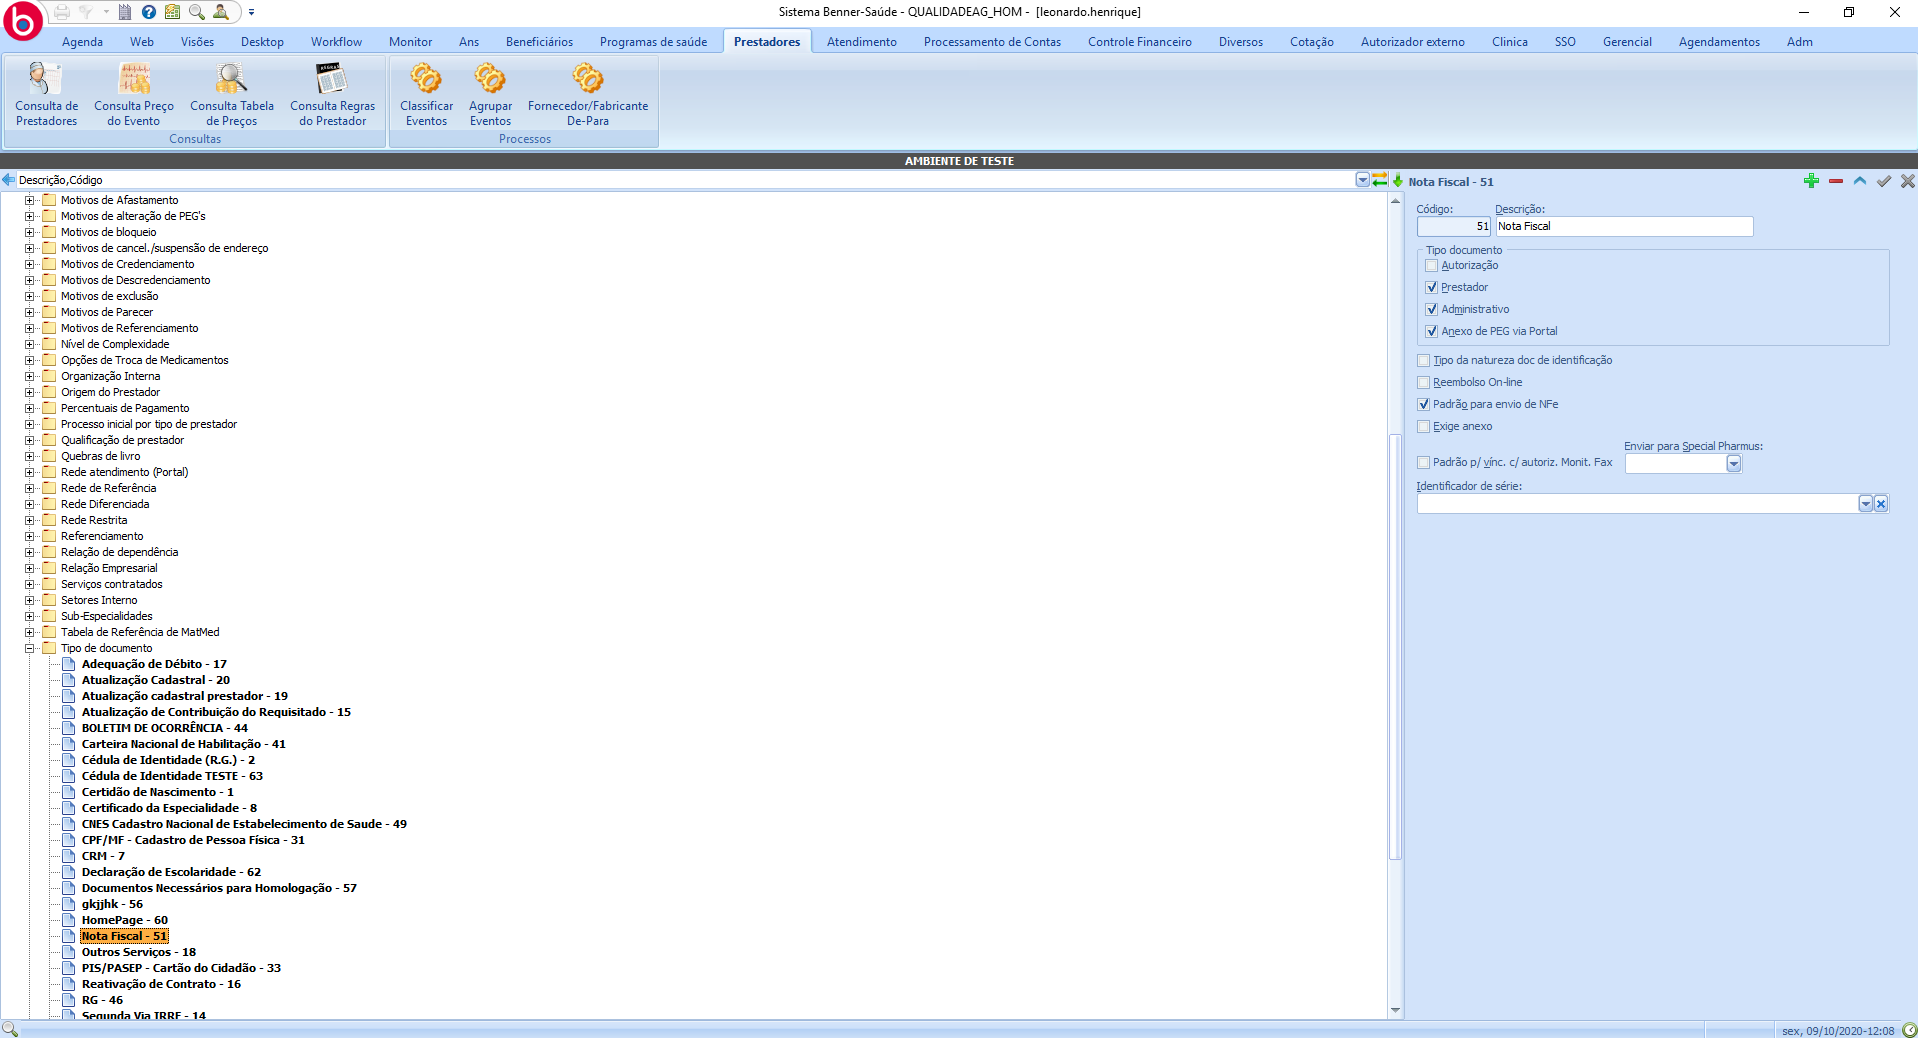 Sistema Benner-Saúde - QUALIDADEAG_HOM - [leonardo.henrique]
Agenda Web Visões Desktop Workflow Monitor Ans Beneficiários Programas de saúde Prestadores Atendimento Processamento de Contas Controle Financeiro Diversos Cotação Autorizador externo Clinica SSO Gerencial Agendamentos Adm
Consulta de Prestadores
Consulta Preço do Evento
Consulta Tabela de Preços
Consulta Regras do Prestador
Consultas
Classificar Eventos
Agrupar Eventos
Fornecedor/Fabricante De-Para
Processos
AMBIENTE DE TESTE
Descrição,Código
Motivos de Afastamento
Motivos de alteração de PEG's
Motivos de bloqueio
Motivos de cancel./suspensão de endereço
Motivos de Credenciamento
Motivos de Descredenciamento
Motivos de exclusão
Motivos de Parecer
Motivos de Referenciamento
Nível de Complexidade
Opções de Troca de Medicamentos
Organização Interna
Origem do Prestador
Percentuais de Pagamento
Processo inicial por tipo de prestador
Qualificação de prestador
Quebras de livro
Rede atendimento (Portal)
Rede de Referência
Rede Diferenciada
Rede Restrita
Referenciamento
Relação de dependência
Relação Empresarial
Serviços contratados
Setores Interno
Sub-Especialidades
Tabela de Referência de MatMed
Tipo de documento
Adequação de Débito - 17
Atualização Cadastral - 20
Atualização cadastral prestador - 19
Atualização de Contribuição do Requisitado - 15
BOLETIM DE OCORRÊNCIA - 44
Carteira Nacional de Habilitação - 41
Cédula de Identidade (R.G.) - 2
Cédula de Identidade TESTE - 63
Certidão de Nascimento - 1
Certificado da Especialidade - 8
CNES Cadastro Nacional de Estabelecimento de Saude - 49
CPF/MF - Cadastro de Pessoa Física - 31
CRM - 7
Declaração de Escolaridade - 62
Documentos Necessários para Homologação - 57
gkjjhk - 56
HomePage - 60
Nota Fiscal - 51
Outros Serviços - 18
PIS/PASEP - Cartão do Cidadão - 33
Reativação de Contrato - 16
RG - 46
Segunda Via IRRF - 14
Nota Fiscal - 51
Código: Descrição:
51 Nota Fiscal
Tipo documento
Autorização
Prestador
Administrativo
Anexo de PEG via Portal
Tipo da natureza doc de identificação
Reembolso On-line
Padrão para envio de NFe
Exige anexo
Enviar para Special Pharmus:
Padrão p/ vínc. c/ autoriz. Monit. Fax
Identificador de série:
sex, 09/10/2020-12:08